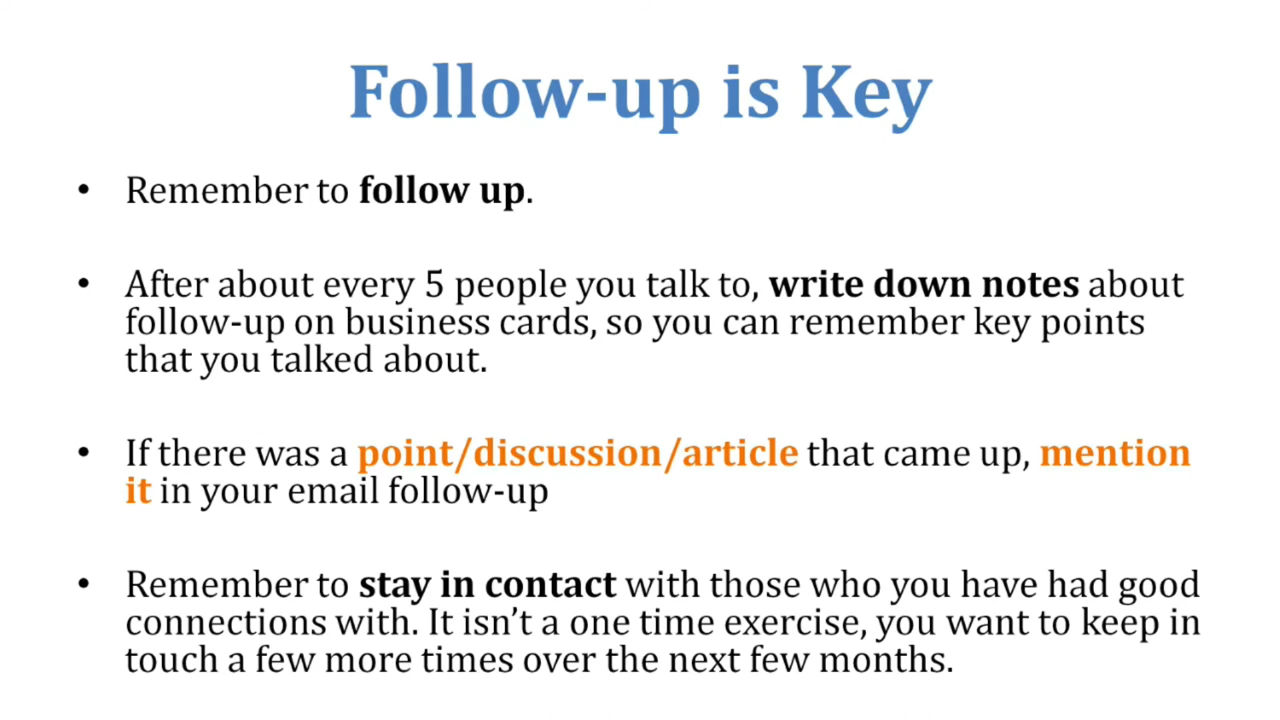 Follow-up is Key
• Remember to follow up.
• After about every 5 people you talk to, write down notes about
follow-up on business cards, so you can remember key points
that you talked about.
• If there was a point/discussion/article that came up, mention
it in your email follow-up
• Remember to stay in contact with those who you have had good
connections with. It isn’t a one time exercise, you want to keep in
touch a few more times over the next few months.